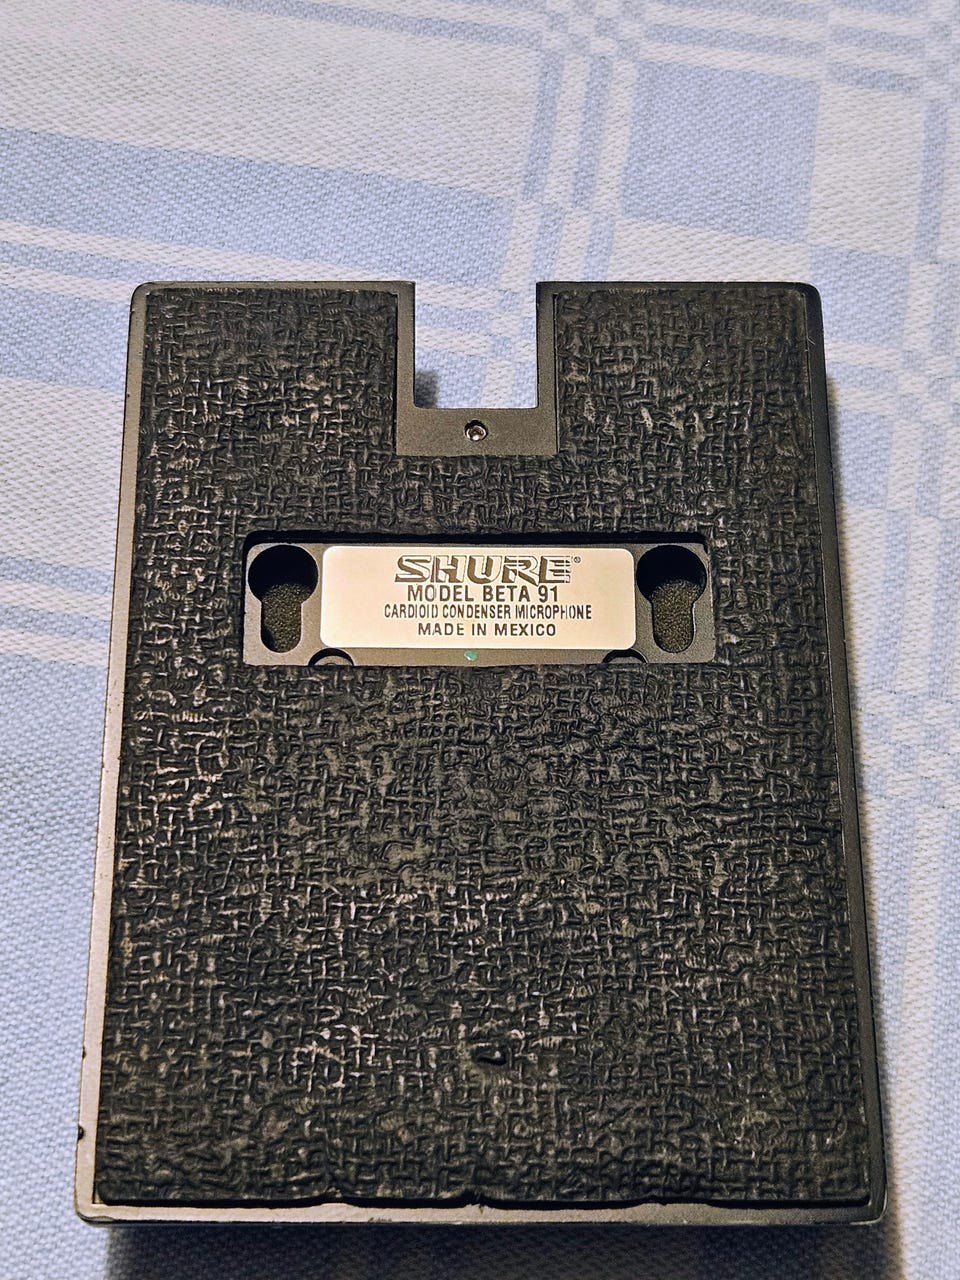 SHURE®
MODEL BETA 91
CARDIOID CONDENSER MICROPHONE
MADE IN MEXICO